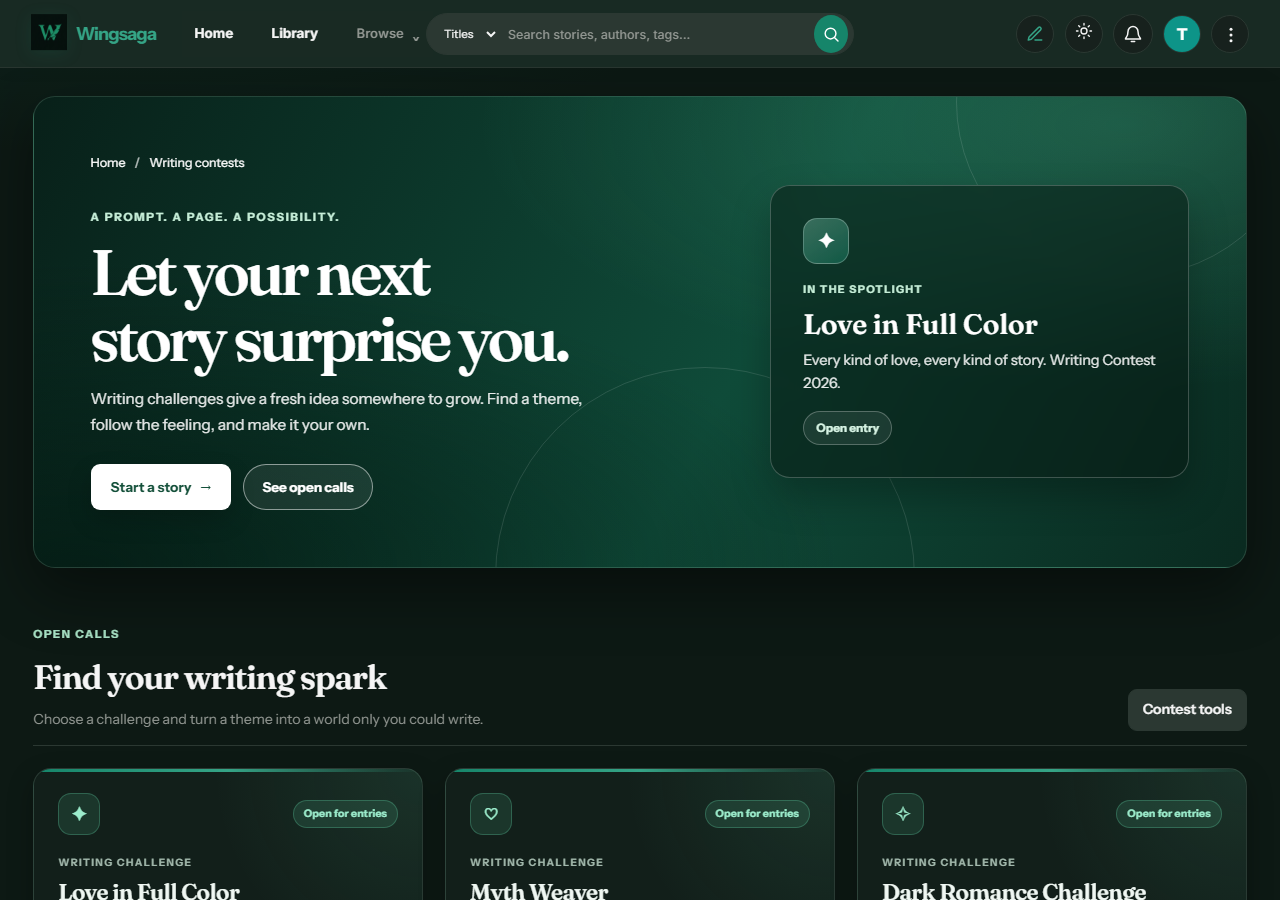 W Wingsaga Home Library Browse Titles Search stories, authors, tags... T
Home / Writing contests
A PROMPT. A PAGE. A POSSIBILITY.
Let your next
story surprise you.
Writing challenges give a fresh idea somewhere to grow. Find a theme,
follow the feeling, and make it your own.
Start a story → See open calls
IN THE SPOTLIGHT
Love in Full Color
Every kind of love, every kind of story. Writing Contest
2026.
Open entry
OPEN CALLS
Find your writing spark
Choose a challenge and turn a theme into a world only you could write.
Contest tools
Open for entries
WRITING CHALLENGE
Love in Full Color
Open for entries
WRITING CHALLENGE
Myth Weaver
Open for entries
WRITING CHALLENGE
Dark Romance Challenge